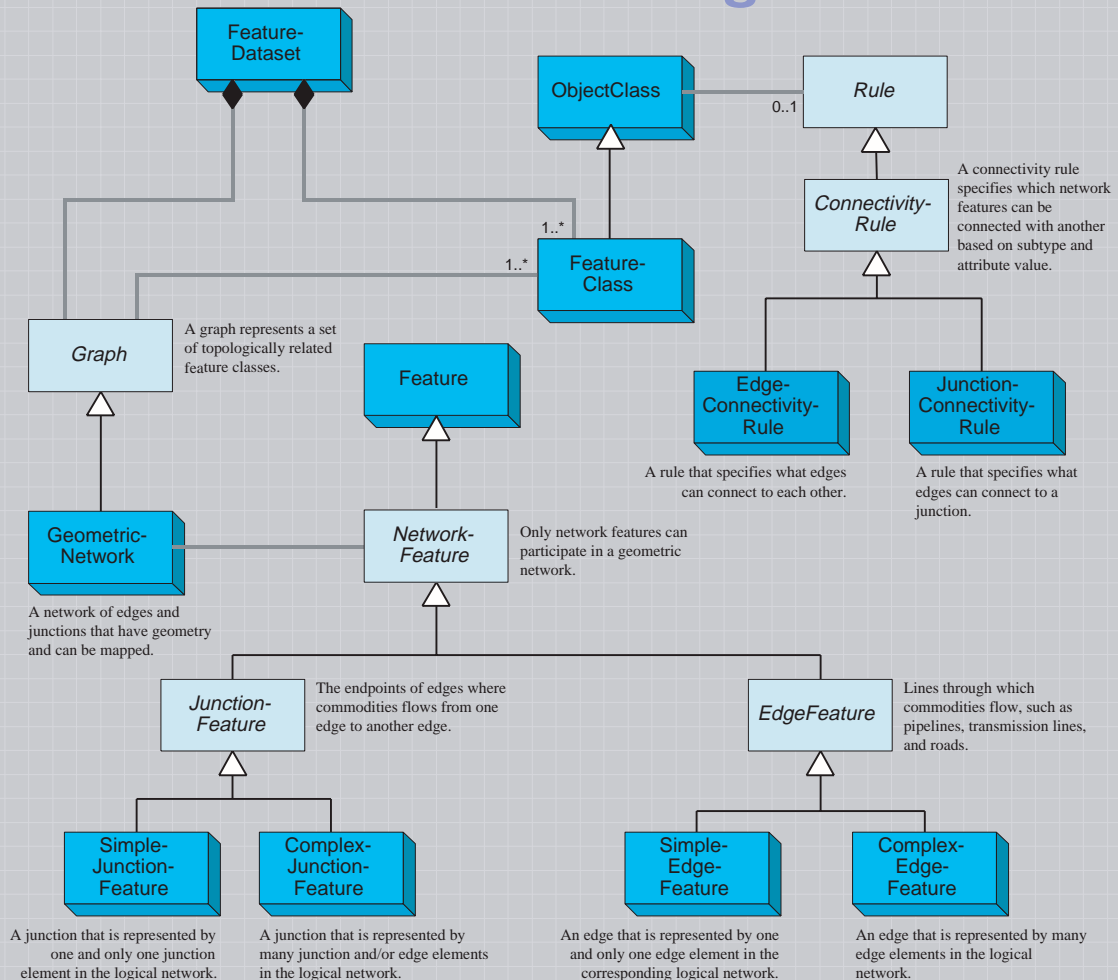 Feature-
Dataset
ObjectClass
0..1
Rule
A connectivity rule
specifies which network
features can be
connected with another
based on subtype and
attribute value.
Connectivity-
Rule
1..*
1..*
Feature-
Class
Graph
A graph represents a set
of topologically related
feature classes.
Feature
Edge-
Connectivity-
Rule
Junction-
Connectivity-
Rule
A rule that specifies what edges
can connect to each other.
A rule that specifies what
edges can connect to a
junction.
Geometric-
Network
Network-
Feature
Only network features can
participate in a geometric
network.
A network of edges and
junctions that have geometry
and can be mapped.
Junction-
Feature
The endpoints of edges where
commodities flows from one
edge to another edge.
EdgeFeature
Lines through which
commodities flow, such as
pipelines, transmission lines,
and roads.
Simple-
Junction-
Feature
Complex-
Junction-
Feature
Simple-
Edge-
Feature
Complex-
Edge-
Feature
A junction that is represented by
one and only one junction
element in the logical network.
A junction that is represented by
many junction and/or edge elements
in the logical network.
An edge that is represented by one
and only one edge element in the
corresponding logical network.
An edge that is represented by many
edge elements in the logical
network.